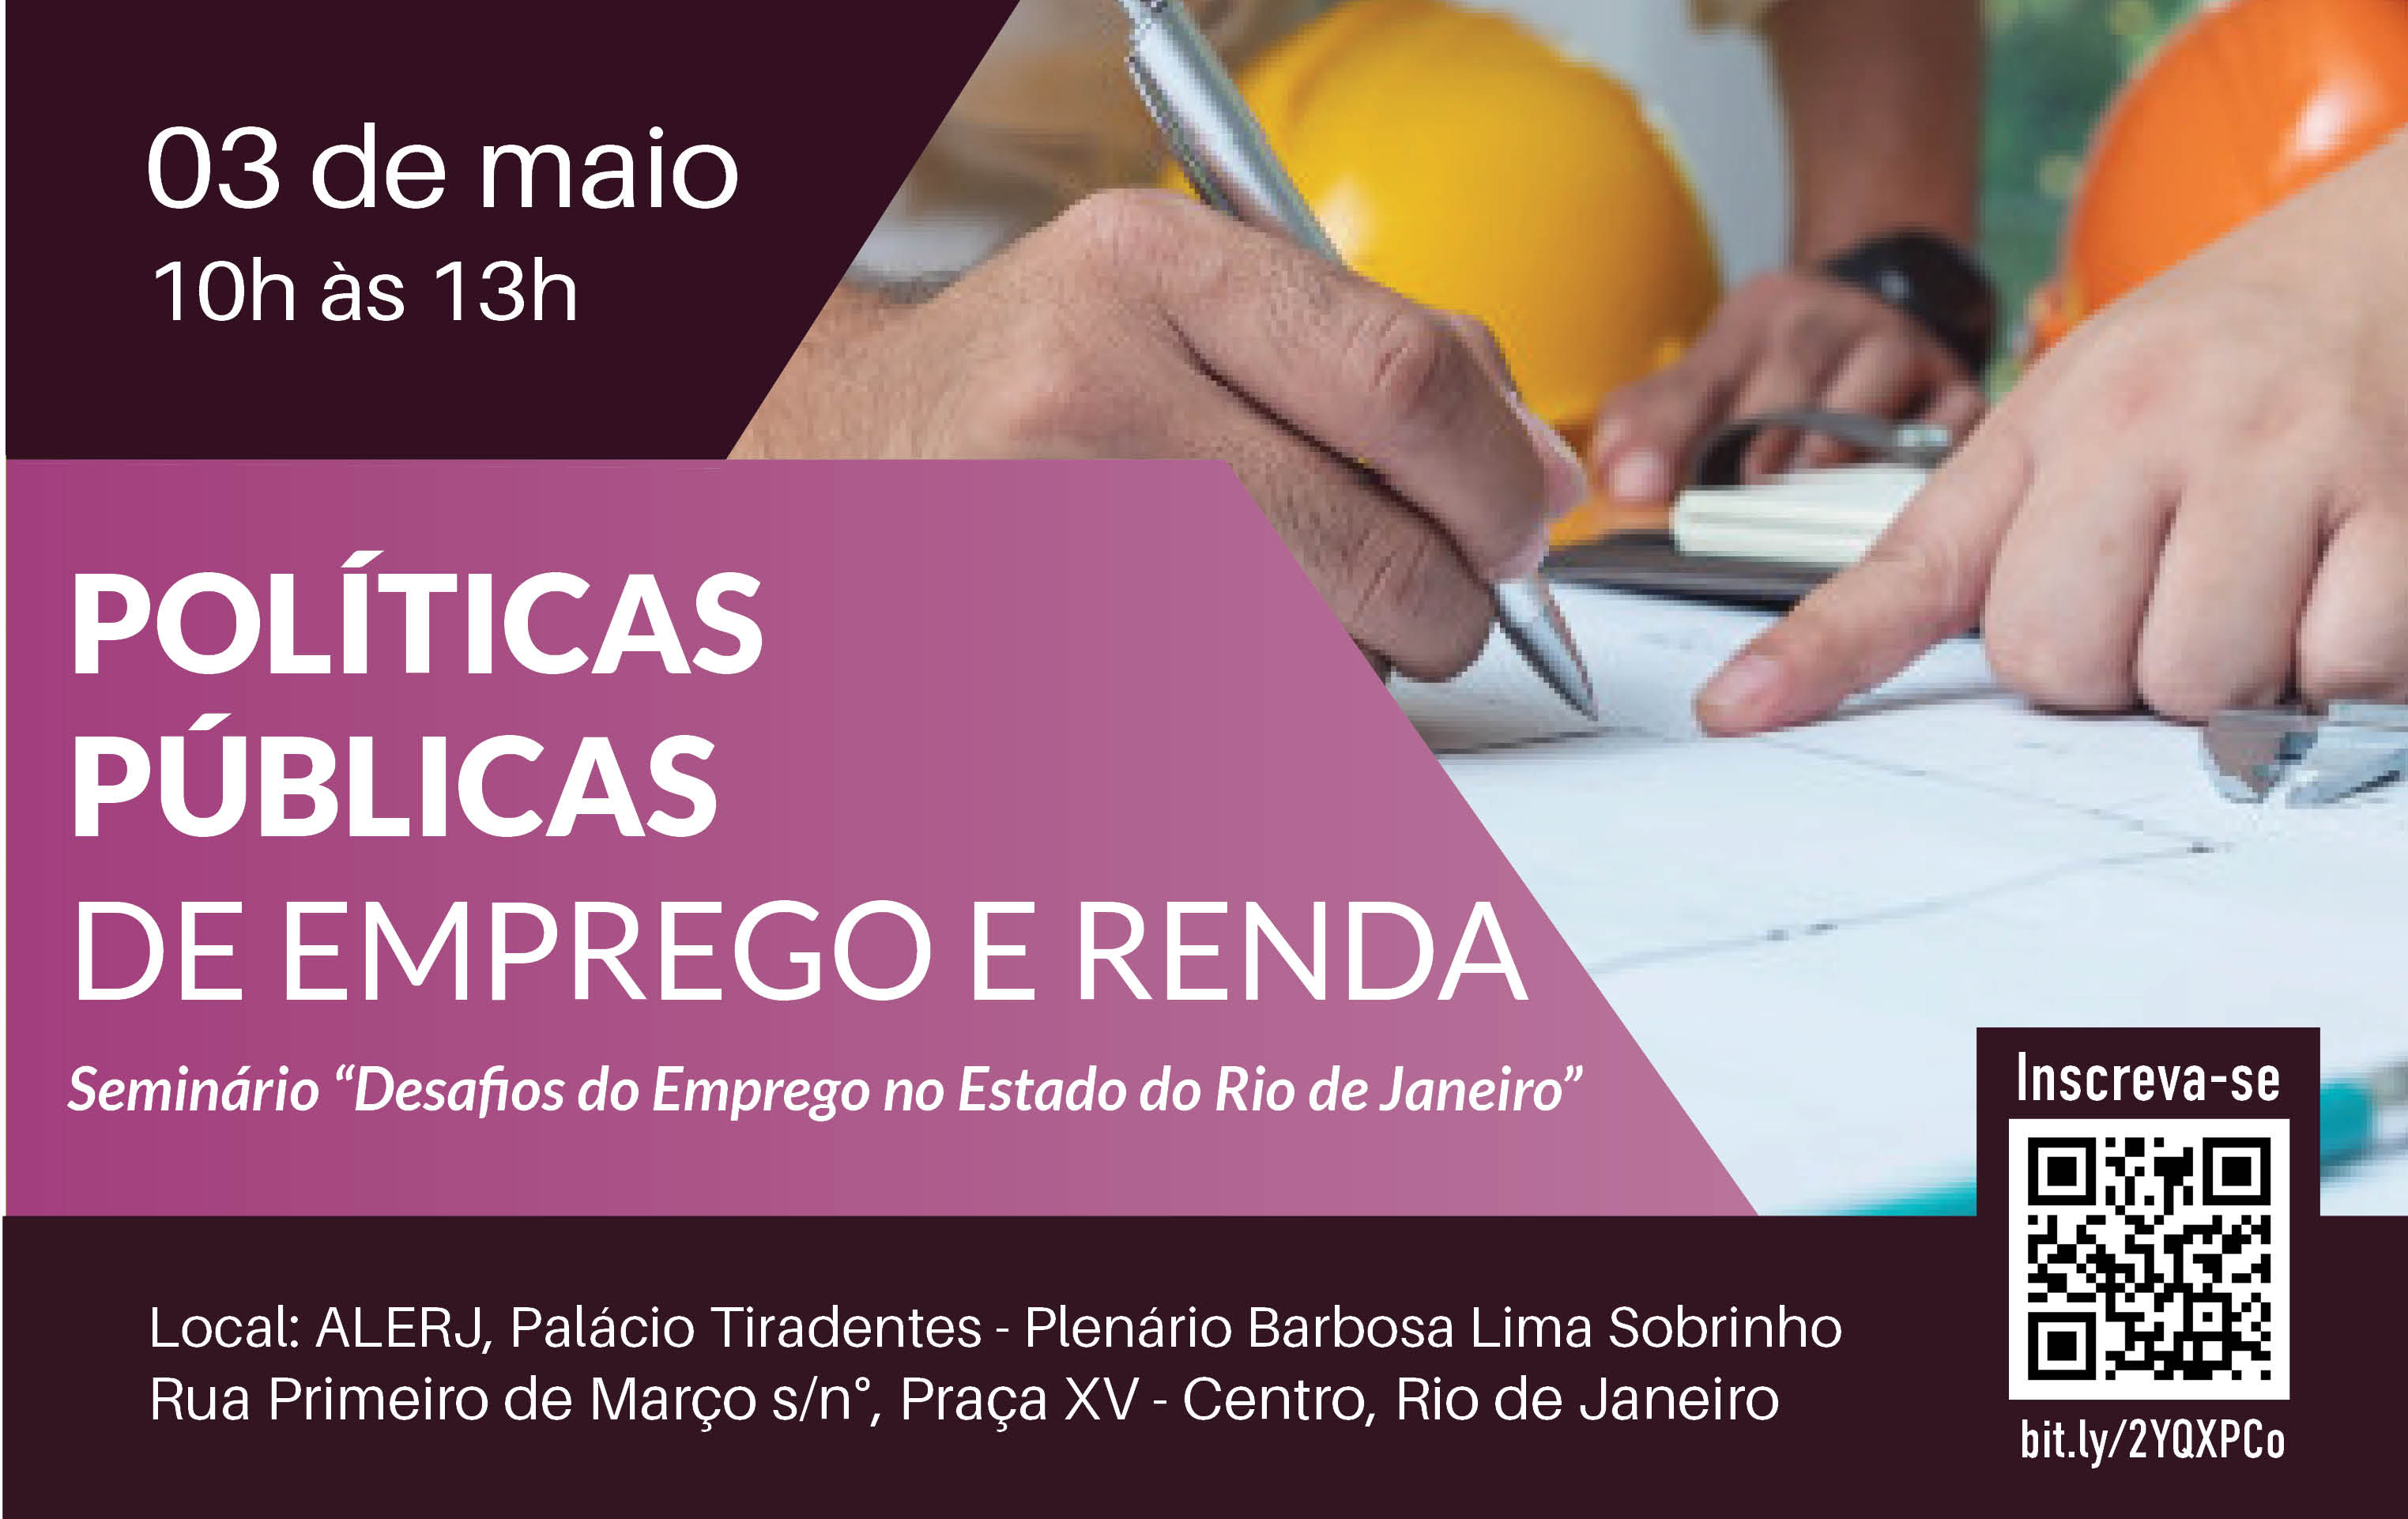 03 de maio
10h às 13h
POLÍTICAS
PÚBLICAS
DE EMPREGO E RENDA
Seminário “Desafios do Emprego no Estado do Rio de Janeiro”
Inscreva-se
Local: ALERJ, Palácio Tiradentes - Plenário Barbosa Lima Sobrinho
Rua Primeiro de Março s/n°, Praça XV - Centro, Rio de Janeiro
bit.ly/2YQXPCo